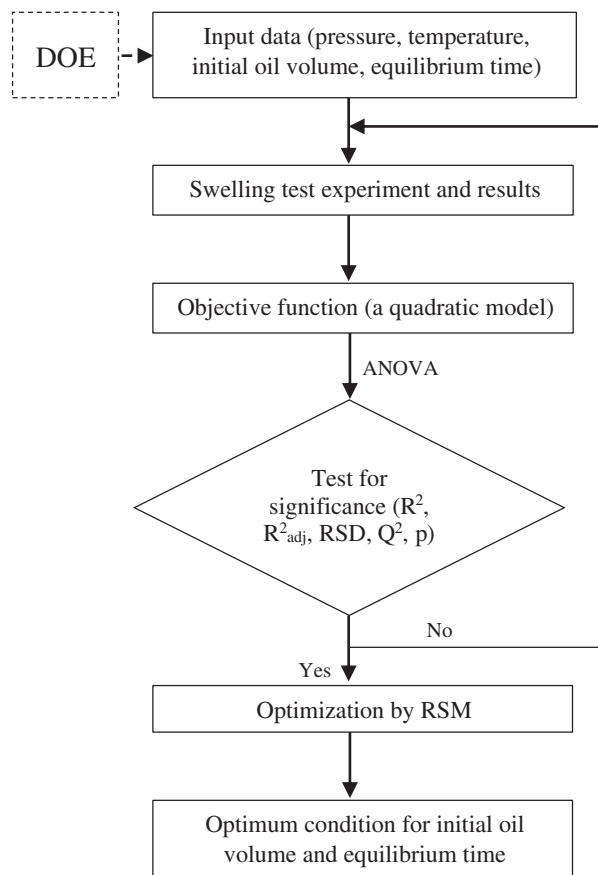 DOE
Input data (pressure, temperature,
initial oil volume, equilibrium time)
Swelling test experiment and results
Objective function (a quadratic model)
ANOVA
Test for
significance (R²,
R²adj, RSD, Q², p)
No
Yes
Optimization by RSM
Optimum condition for initial oil
volume and equilibrium time